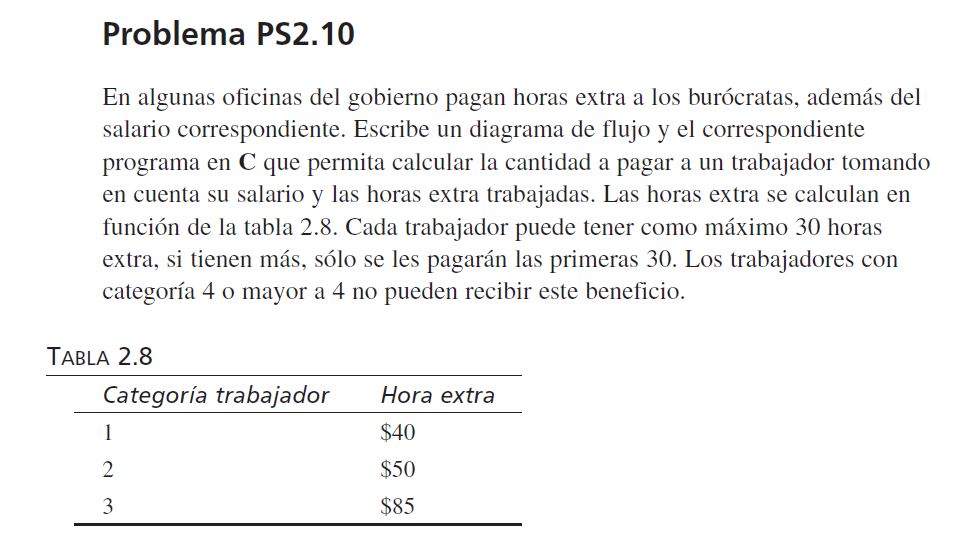 Problema PS2.10
En algunas oficinas del gobierno pagan horas extra a los burócratas, además del
salario correspondiente. Escribe un diagrama de flujo y el correspondiente
programa en C que permita calcular la cantidad a pagar a un trabajador tomando
en cuenta su salario y las horas extra trabajadas. Las horas extra se calculan en
función de la tabla 2.8. Cada trabajador puede tener como máximo 30 horas
extra, si tienen más, sólo se les pagarán las primeras 30. Los trabajadores con
categoría 4 o mayor a 4 no pueden recibir este beneficio.
TABLA 2.8
Categoría trabajador Hora extra
1 $40
2 $50
3 $85